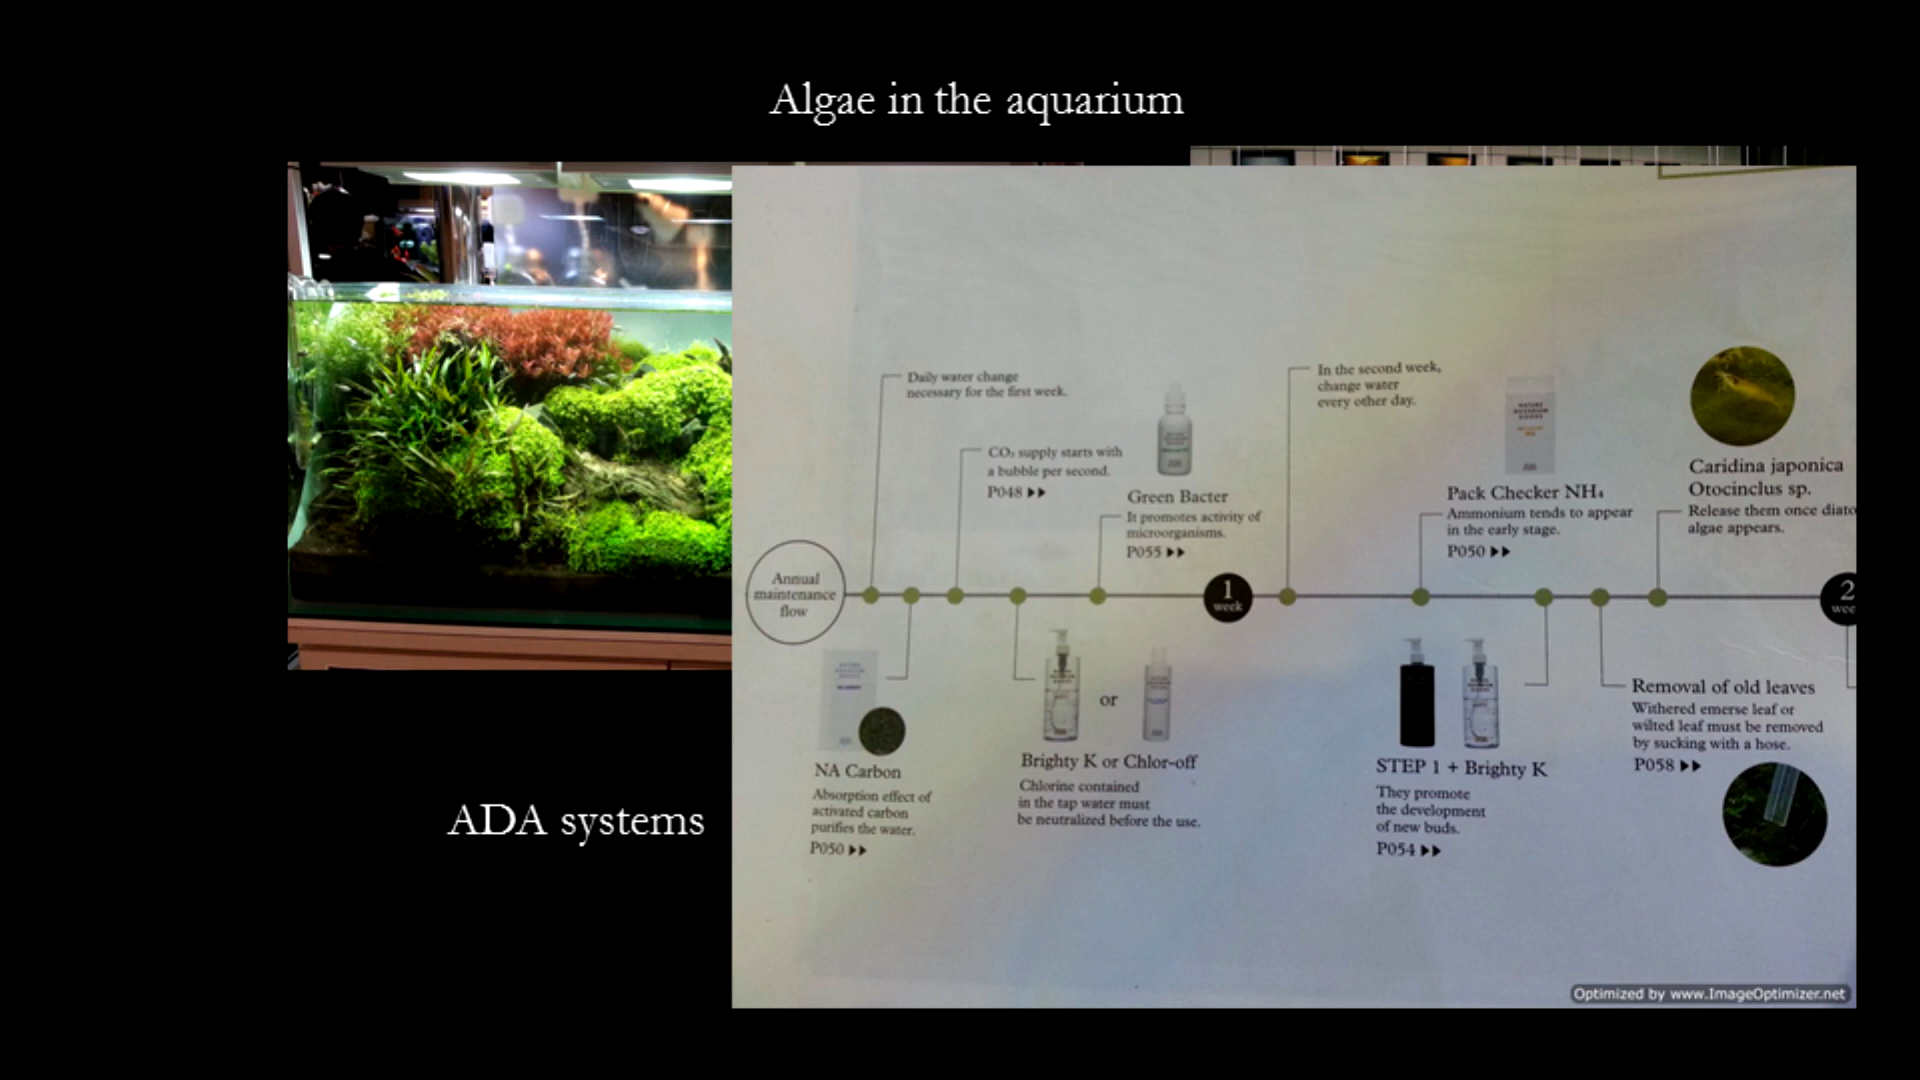 Algae in the aquarium
Daily water change
necessary for the first week.
CO₂ supply starts with
a bubble per second.
P048 ▶▶
Green Bacter
It promotes activity of
microorganisms.
P055 ▶▶
In the second week,
change water
every other day.
NATURE
AQUARIUM
GOODS
Pack Checker NH₄
Ammonium tends to appear
in the early stage.
P050 ▶▶
Caridina japonica
Otocinclus sp.
Release them once diato
algae appears.
Annual
maintenance
flow
1
week
2
wee
NA Carbon
Absorption effect of
activated carbon
purifies the water.
P050 ▶▶
or
Brighty K or Chlor-off
Chlorine contained
in the tap water must
be neutralized before the use.
STEP 1 + Brighty K
They promote
the development
of new buds.
P054 ▶▶
Removal of old leaves
Withered emerse leaf or
wilted leaf must be removed
by sucking with a hose.
P058 ▶▶
ADA systems
Optimized by www.ImageOptimizer.net